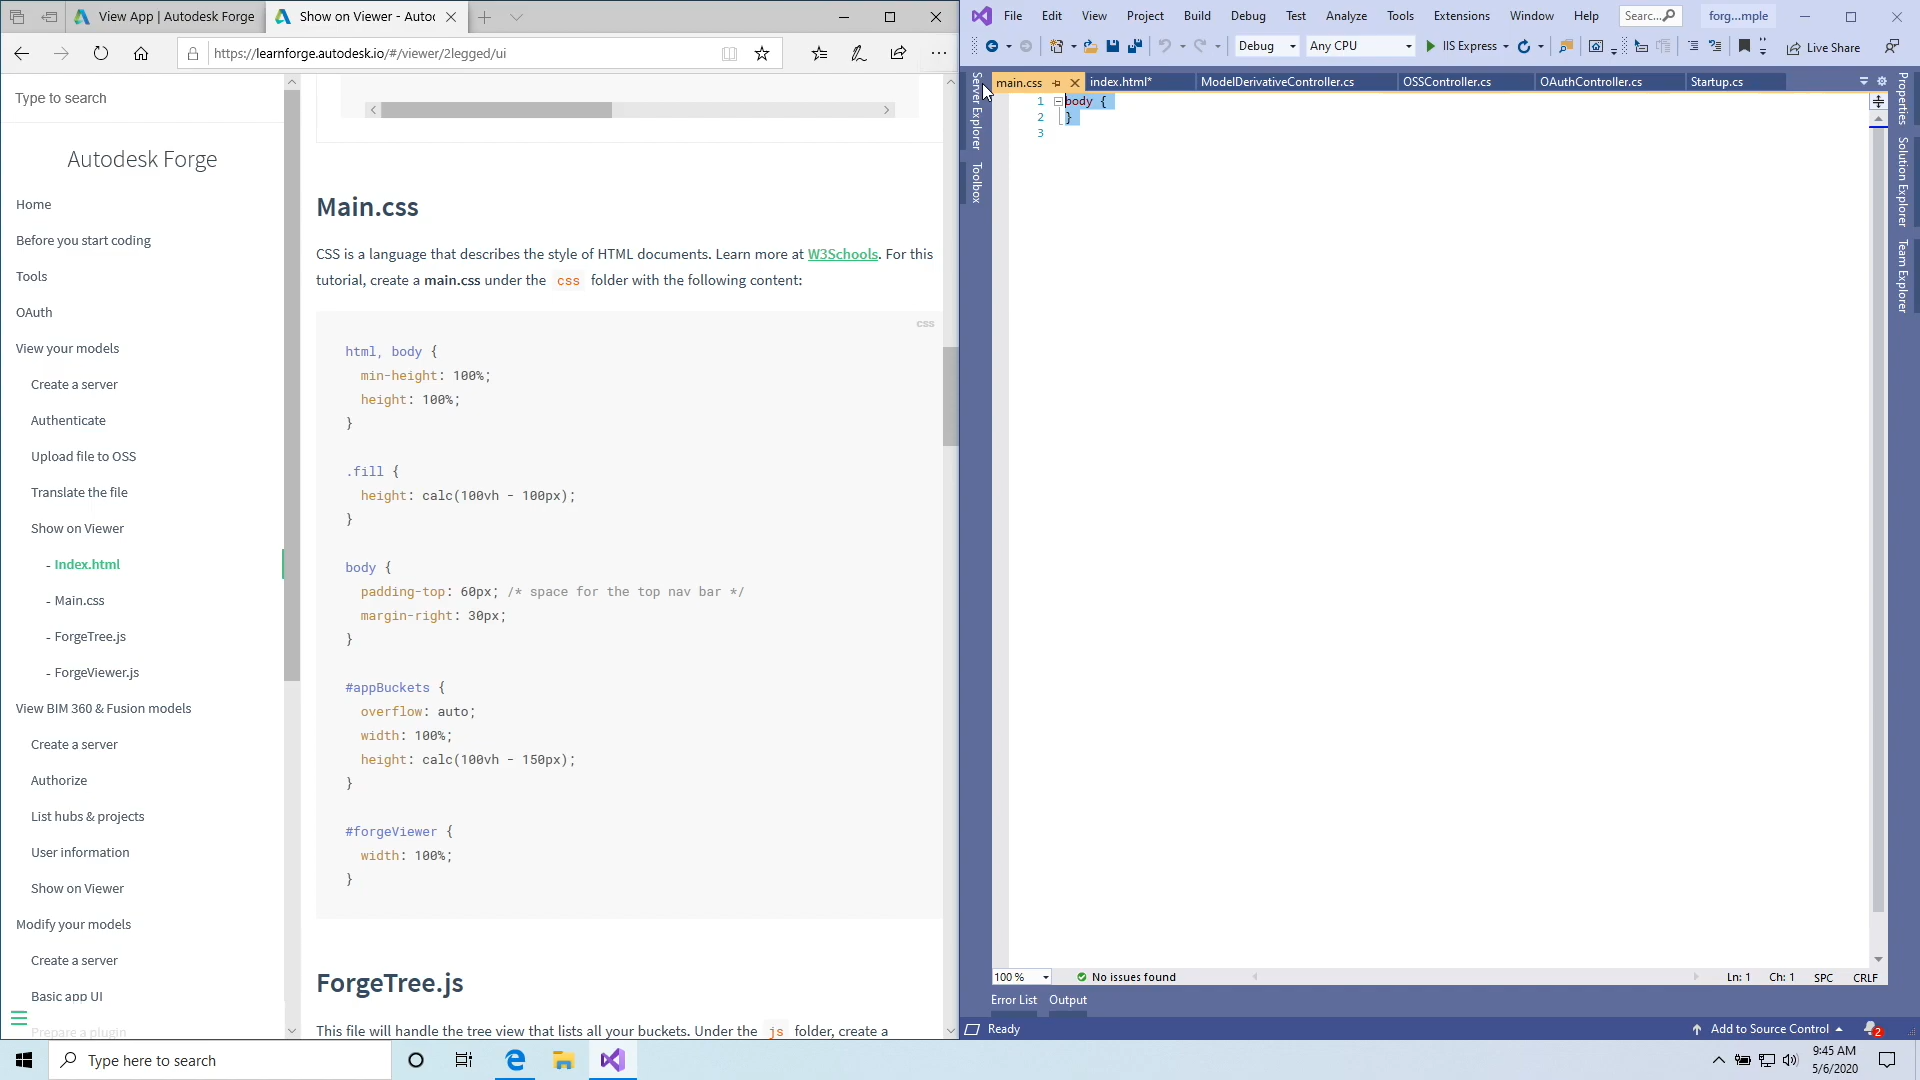 View App | Autodesk Forge
Show on Viewer - Autoc
https://learnforge.autodesk.io/#/viewer/2legged/ui
Type to search
Autodesk Forge
Home
Before you start coding
Tools
OAuth
View your models
Create a server
Authenticate
Upload file to OSS
Translate the file
Show on Viewer
- Index.html
- Main.css
- ForgeTree.js
- ForgeViewer.js
View BIM 360 & Fusion models
Create a server
Authorize
List hubs & projects
User information
Show on Viewer
Modify your models
Create a server
Basic app UI
Prepare a plugin
Main.css
CSS is a language that describes the style of HTML documents. Learn more at W3Schools. For this
tutorial, create a main.css under the css folder with the following content:
css
html, body {
min-height: 100%;
height: 100%;
}
.fill {
height: calc(100vh - 100px);
}
body {
padding-top: 60px; /* space for the top nav bar */
margin-right: 30px;
}
#appBuckets {
overflow: auto;
width: 100%;
height: calc(100vh - 150px);
}
#forgeViewer {
width: 100%;
}
ForgeTree.js
This file will handle the tree view that lists all your buckets. Under the js folder, create a
File Edit View Project Build Debug Test Analyze Tools Extensions Window Help Searc... forg...mple
Debug Any CPU IIS Express Live Share
Server Explorer
Toolbox
main.css index.html* ModelDerivativeController.cs OSSController.cs OAuthController.cs Startup.cs
1 body {
2 }
3
Properties
Solution Explorer
Team Explorer
100 % No issues found Ln: 1 Ch: 1 SPC CRLF
Error List Output
Ready Add to Source Control 2
Type here to search
9:45 AM
5/6/2020